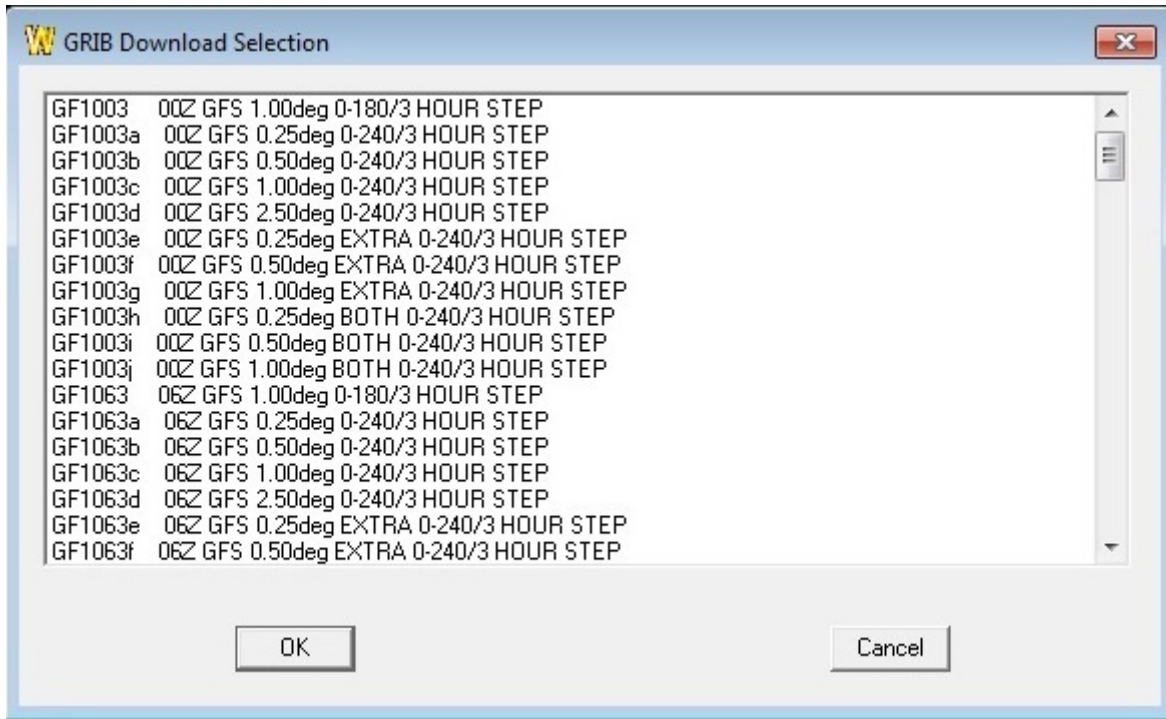 GRIB Download Selection
GF1003 00Z GFS 1.00deg 0-180/3 HOUR STEP
GF1003a 00Z GFS 0.25deg 0-240/3 HOUR STEP
GF1003b 00Z GFS 0.50deg 0-240/3 HOUR STEP
GF1003c 00Z GFS 1.00deg 0-240/3 HOUR STEP
GF1003d 00Z GFS 2.50deg 0-240/3 HOUR STEP
GF1003e 00Z GFS 0.25deg EXTRA 0-240/3 HOUR STEP
GF1003f 00Z GFS 0.50deg EXTRA 0-240/3 HOUR STEP
GF1003g 00Z GFS 1.00deg EXTRA 0-240/3 HOUR STEP
GF1003h 00Z GFS 0.25deg BOTH 0-240/3 HOUR STEP
GF1003i 00Z GFS 0.50deg BOTH 0-240/3 HOUR STEP
GF1003j 00Z GFS 1.00deg BOTH 0-240/3 HOUR STEP
GF1063 06Z GFS 1.00deg 0-180/3 HOUR STEP
GF1063a 06Z GFS 0.25deg 0-240/3 HOUR STEP
GF1063b 06Z GFS 0.50deg 0-240/3 HOUR STEP
GF1063c 06Z GFS 1.00deg 0-240/3 HOUR STEP
GF1063d 06Z GFS 2.50deg 0-240/3 HOUR STEP
GF1063e 06Z GFS 0.25deg EXTRA 0-240/3 HOUR STEP
GF1063f 06Z GFS 0.50deg EXTRA 0-240/3 HOUR STEP
OK Cancel